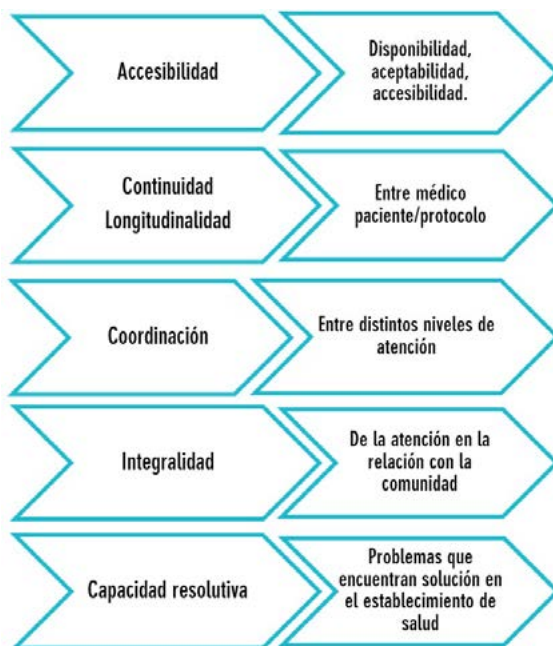 Accesibilidad
Disponibilidad,
aceptabilidad,
accesibilidad.
Continuidad
Longitudinalidad
Entre médico
paciente/protocolo
Coordinación
Entre distintos niveles de
atención
Integralidad
De la atención en la
relación con la
comunidad
Capacidad resolutiva
Problemas que
encuentran solución en
el establecimiento de
salud